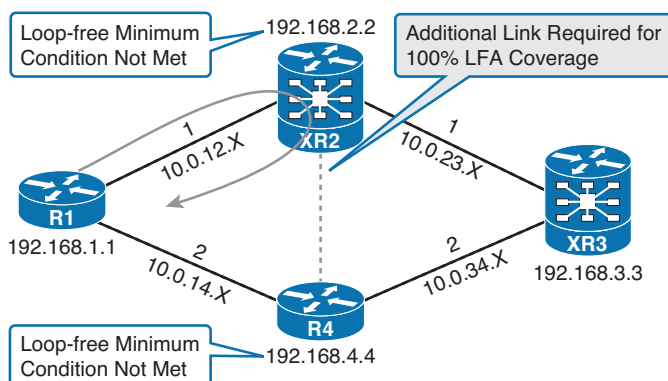 Loop-free Minimum
Condition Not Met
192.168.2.2
Additional Link Required for
100% LFA Coverage
XR2
1
10.0.12.X
1
10.0.23.X
R1
192.168.1.1
XR3
192.168.3.3
2
10.0.14.X
2
10.0.34.X
R4
192.168.4.4
Loop-free Minimum
Condition Not Met